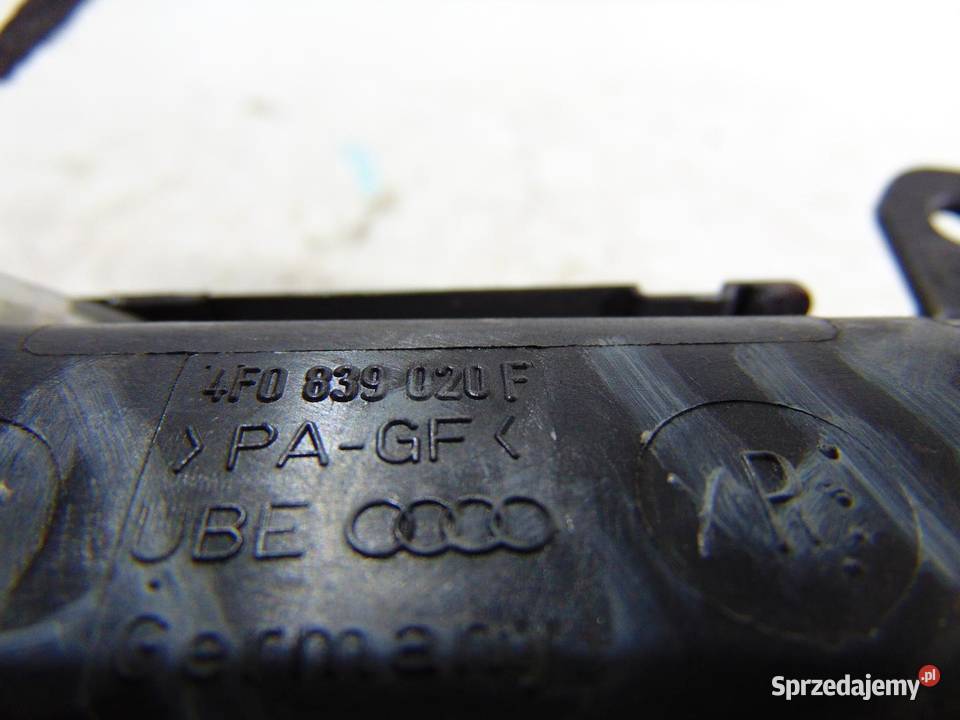 4F0 839 020 F
>PA-GF<
UBE
Germany
Sprzedajemy.pl